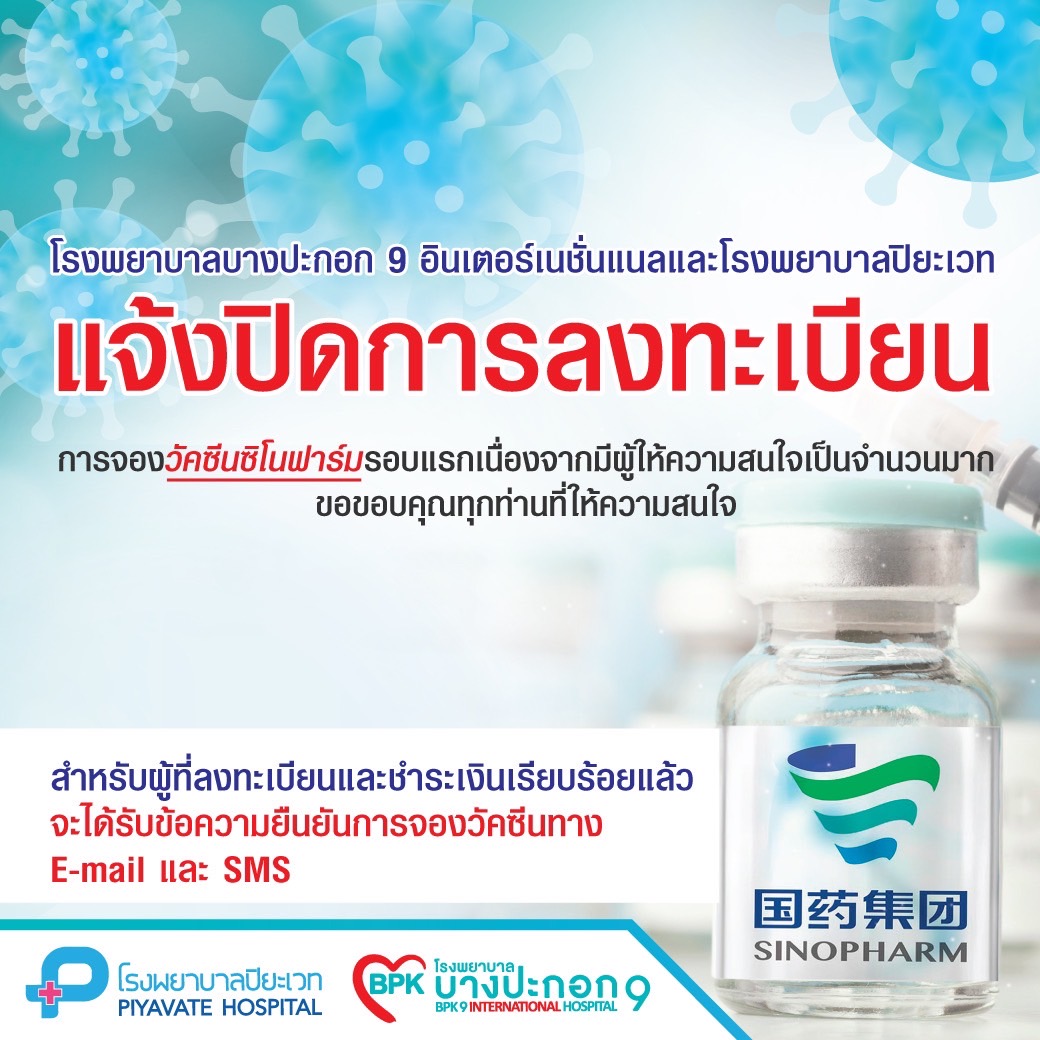 โรงพยาบาลบางปะกอก 9 อินเตอร์เนชั่นแนลและโรงพยาบาลปิยะเวท
แจ้งปิดการลงทะเบียน
การจองวัคซีนซิโนฟาร์มรอบแรกเนื่องจากมีผู้ให้ความสนใจเป็นจำนวนมาก
ขอขอบคุณทุกท่านที่ให้ความสนใจ
สำหรับผู้ที่ลงทะเบียนและชำระเงินเรียบร้อยแล้ว
จะได้รับข้อความยืนยันการจองวัคซีนทาง
E-mail และ SMS
国药集团
SINOPHARM
โรงพยาบาลปิยะเวท
PIYAVATE HOSPITAL
BPK
โรงพยาบาล
บางปะกอก 9
BPK 9 INTERNATIONAL HOSPITAL